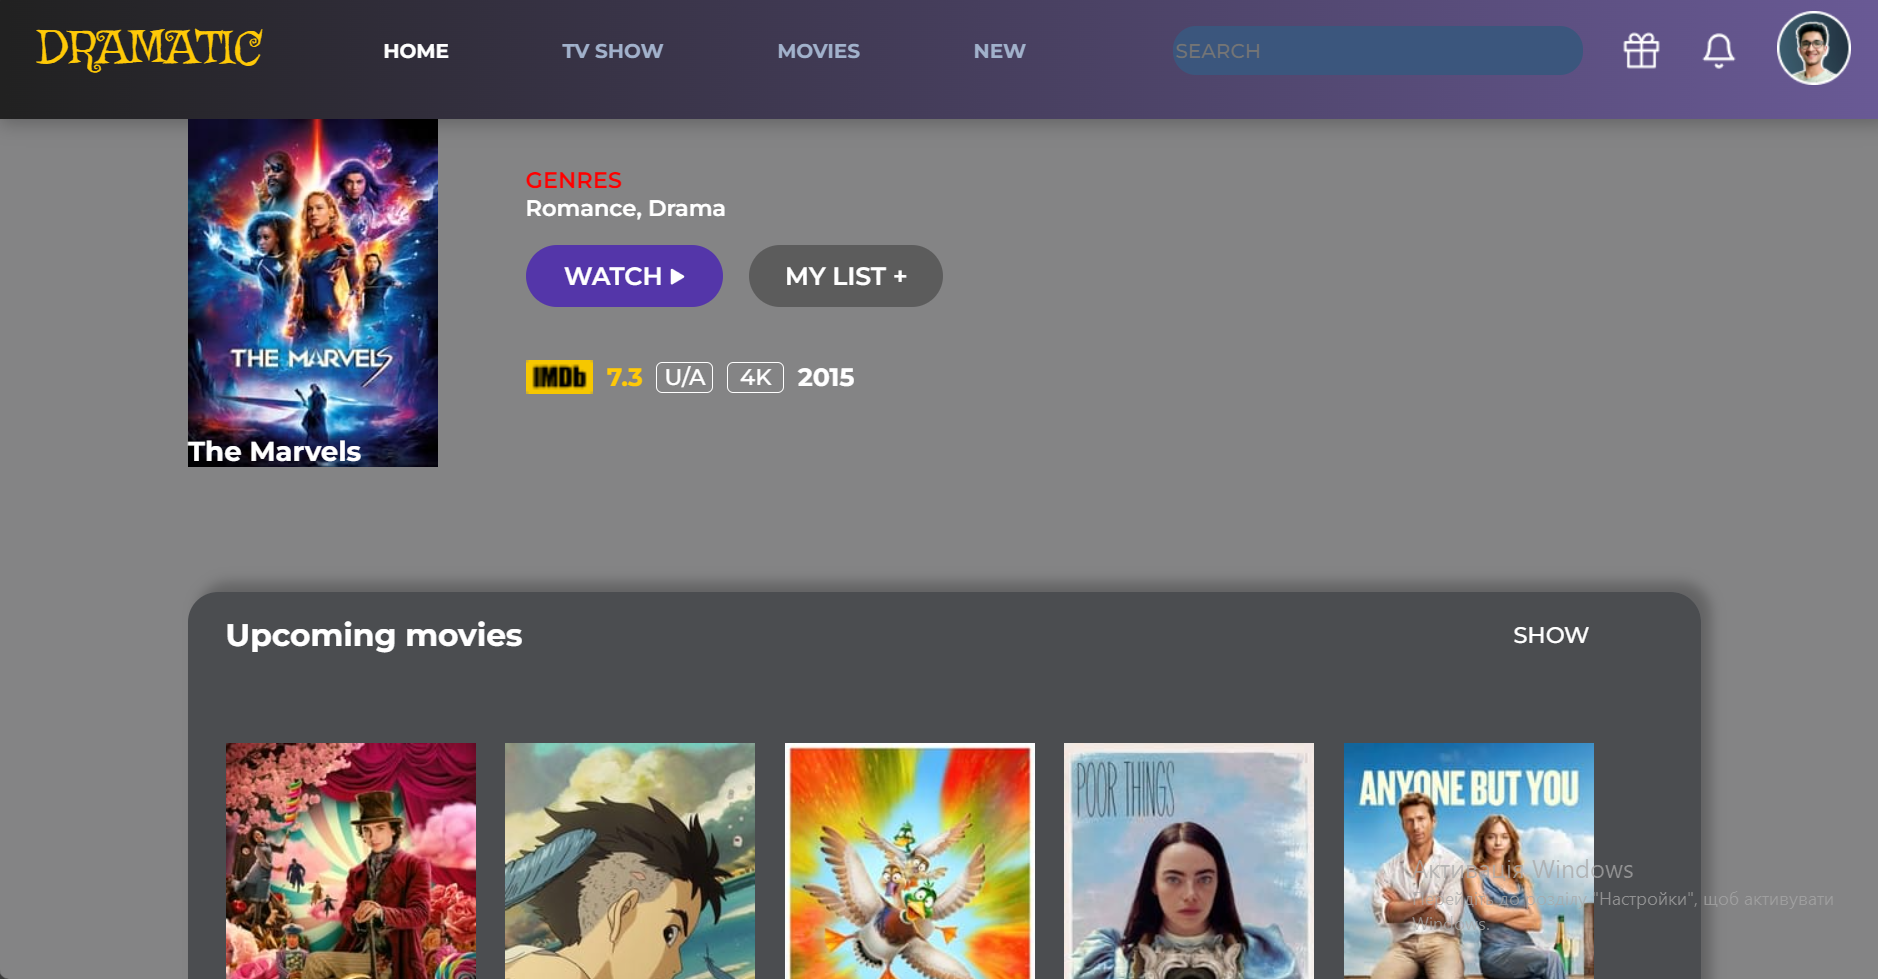 DRAMATIC
HOME
TV SHOW
MOVIES
NEW
SEARCH
GENRES
Romance, Drama
WATCH
MY LIST +
THE MARVELS
IMDb 7.3 U/A 4K 2015
The Marvels
Upcoming movies
SHOW
POOR THINGS
ANYONE BUT YOU
Активація Windows
Перейдіть до розділу "Настройки", щоб активувати
Windows.